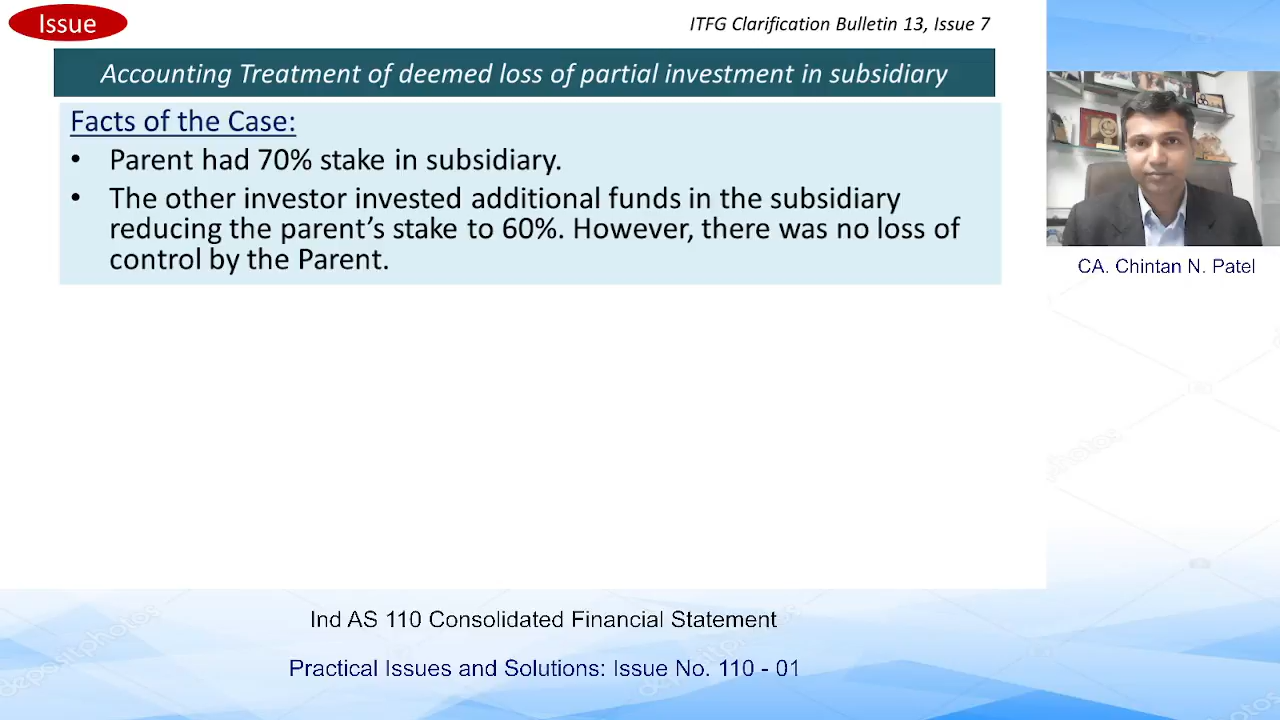 Issue
ITFG Clarification Bulletin 13, Issue 7
Accounting Treatment of deemed loss of partial investment in subsidiary
Facts of the Case:
• Parent had 70% stake in subsidiary.
• The other investor invested additional funds in the subsidiary
reducing the parent’s stake to 60%. However, there was no loss of
control by the Parent.
CA. Chintan N. Patel
Ind AS 110 Consolidated Financial Statement
Practical Issues and Solutions: Issue No. 110 - 01
depositphotos